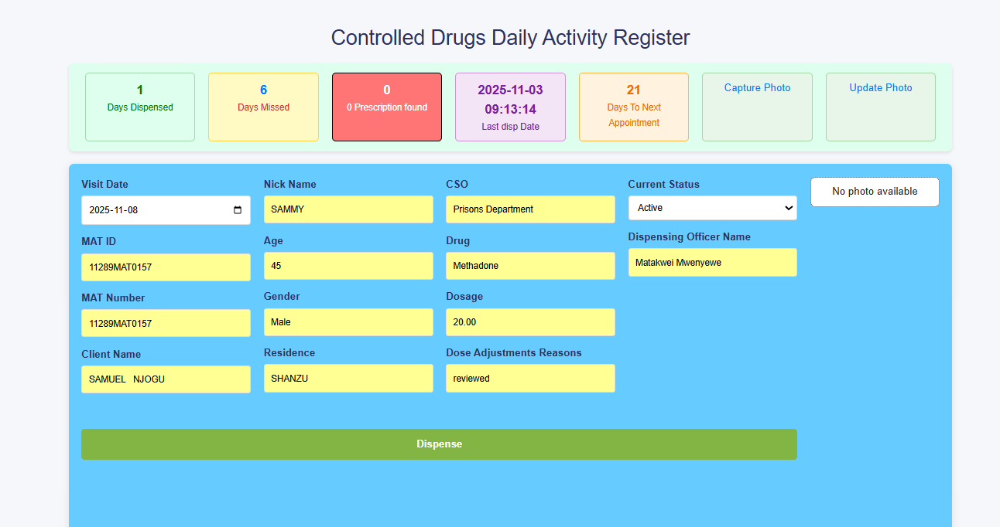 Controlled Drugs Daily Activity Register
1
Days Dispensed
6
Days Missed
0
0 Prescription found
2025-11-03
09:13:14
Last disp Date
21
Days To Next
Appointment
Capture Photo
Update Photo
Visit Date
2025-11-08
MAT ID
11289MAT0157
MAT Number
11289MAT0157
Client Name
SAMUEL   NJOGU
Nick Name
SAMMY
Age
45
Gender
Male
Residence
SHANZU
CSO
Prisons Department
Drug
Methadone
Dosage
20.00
Dose Adjustments Reasons
reviewed
Current Status
Active
Dispensing Officer Name
Matakwei Mwenyewe
No photo available
Dispense